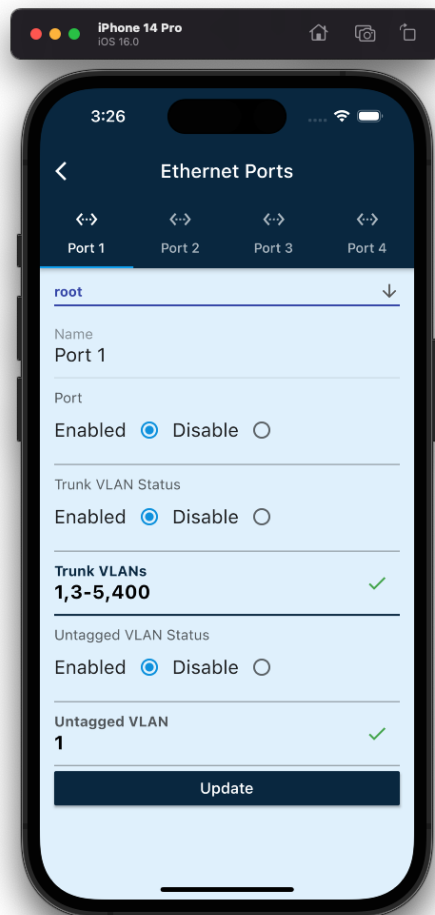 iPhone 14 Pro
iOS 16.0
3:26
Ethernet Ports
Port 1 Port 2 Port 3 Port 4
root
Name
Port 1
Port
Enabled Disable
Trunk VLAN Status
Enabled Disable
Trunk VLANs
1,3-5,400
Untagged VLAN Status
Enabled Disable
Untagged VLAN
1
Update